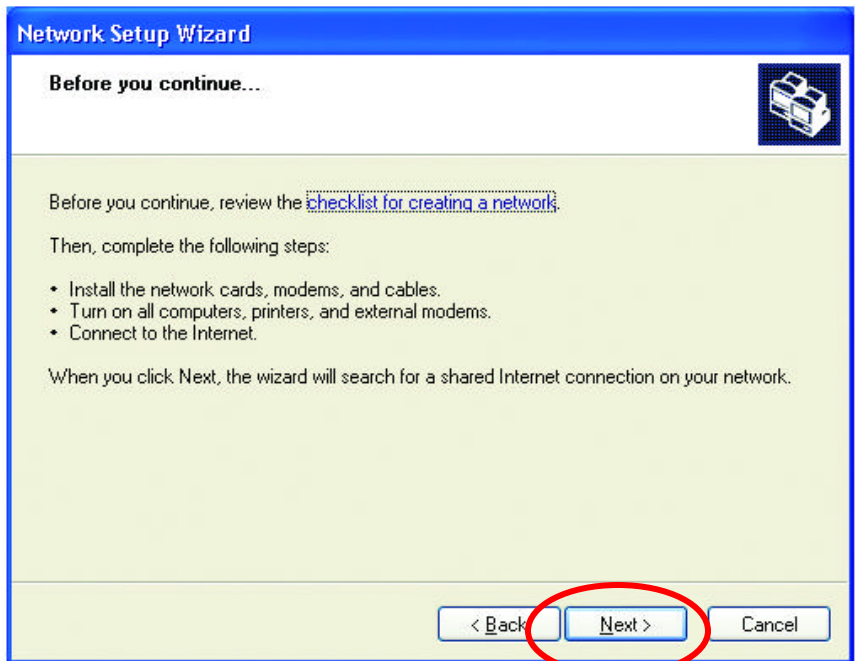 Network Setup Wizard
Before you continue...
Before you continue, review the checklist for creating a network.
Then, complete the following steps:
• Install the network cards, modems, and cables.
• Turn on all computers, printers, and external modems.
• Connect to the Internet.
When you click Next, the wizard will search for a shared Internet connection on your network.
< Back Next > Cancel